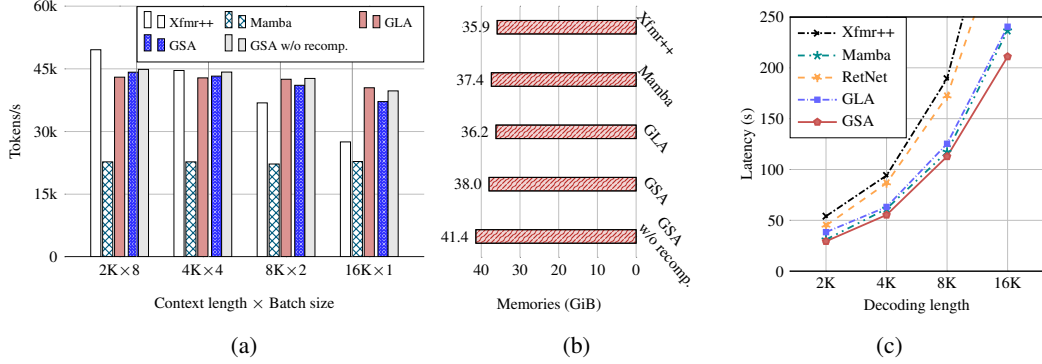 60k
45k
30k
15k
0
Tokens/s
Xfmr++ Mamba GLA
GSA GSA w/o recomp.
2K×8 4K×4 8K×2 16K×1
Context length × Batch size
(a)
35.9 Xfmr++
37.4 Mamba
36.2 GLA
38.0 GSA
41.4 GSA
w/o recomp.
40 30 20 10 0
Memories (GiB)
(b)
250
200
150
100
50
0
Latency (s)
Xfmr++
Mamba
RetNet
GLA
GSA
2K 4K 8K 16K
Decoding length
(c)